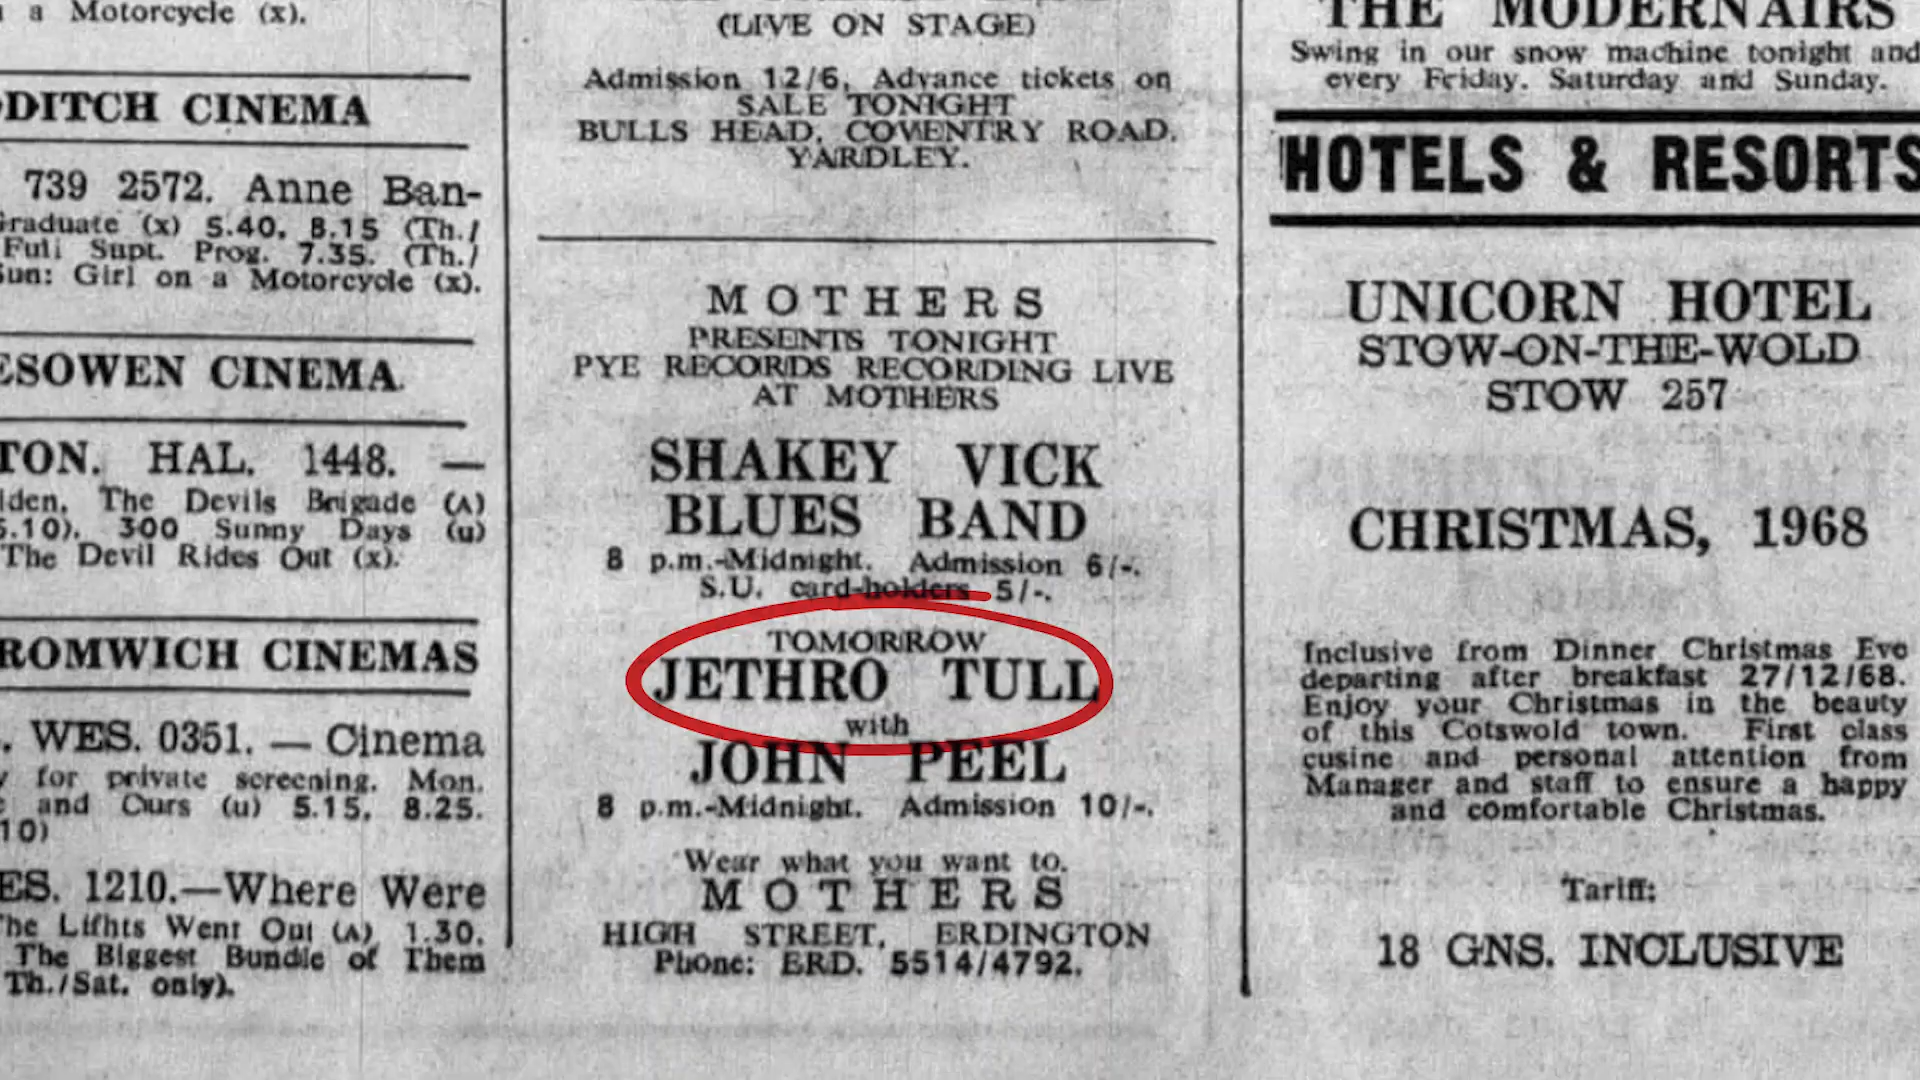 a Motorcycle (x).
DITCH CINEMA
739 2572. Anne Ban-
Graduate (x) 5.40, 8.15 (Th./
Full Supt. Prog. 7.35. (Th./
Sun: Girl on a Motorcycle (x).
ESOWEN CINEMA
TON. HAL. 1448. —
lden, The Devils Brigade (A)
5.10). 300 Sunny Days (u)
The Devil Rides Out (x).
ROMWICH CINEMAS
. WES. 0351. — Cinema
for private screening. Mon.
and Ours (u) 5.15, 8.25.
10)
ES. 1210.—Where Were
The Lifhts Went Out (A) 1.30.
The Biggest Bundle of Them
Th./Sat. only).
(LIVE ON STAGE)
Admission 12/6, Advance tickets on
SALE TONIGHT
BULLS HEAD, COVENTRY ROAD,
YARDLEY.
MOTHERS
PRESENTS TONIGHT
PYE RECORDS RECORDING LIVE
AT MOTHERS
SHAKEY VICK
BLUES BAND
8 p.m.-Midnight. Admission 6/-.
S.U. card-holders 5/-.
TOMORROW
JETHRO TULL
with
JOHN PEEL
8 p.m.-Midnight. Admission 10/-.
Wear what you want to.
MOTHERS
HIGH STREET, ERDINGTON
Phone: ERD. 5514/4792.
THE MODERNAIRS
Swing in our snow machine tonight and
every Friday, Saturday and Sunday.
HOTELS & RESORTS
UNICORN HOTEL
STOW-ON-THE-WOLD
STOW 257
CHRISTMAS, 1968
Inclusive from Dinner Christmas Eve
departing after breakfast 27/12/68.
Enjoy your Christmas in the beauty
of this Cotswold town. First class
cusine and personal attention from
Manager and staff to ensure a happy
and comfortable Christmas.
Tariff:
18 GNS. INCLUSIVE